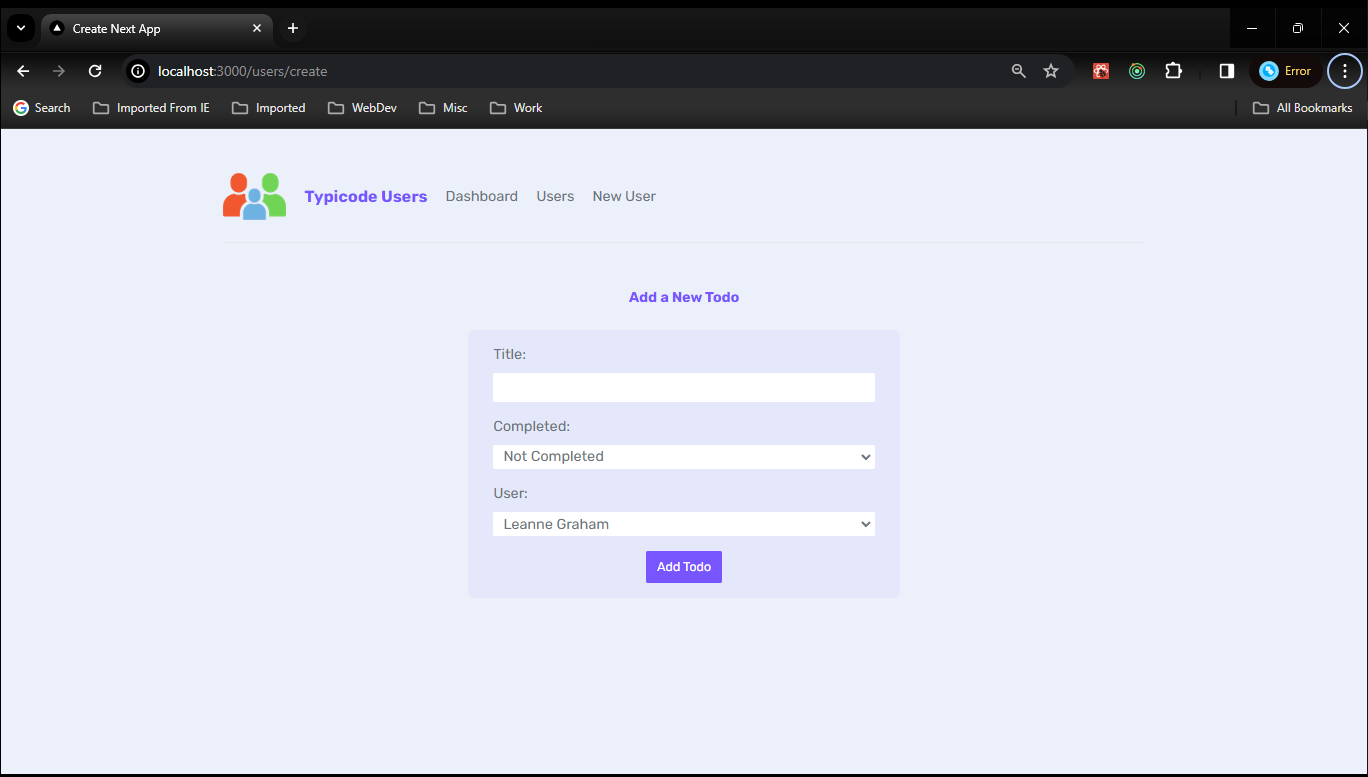 Create Next App
localhost:3000/users/create
Error
Search Imported From IE Imported WebDev Misc Work All Bookmarks
Typicode Users Dashboard Users New User
Add a New Todo
Title:
Completed:
Not Completed
User:
Leanne Graham
Add Todo